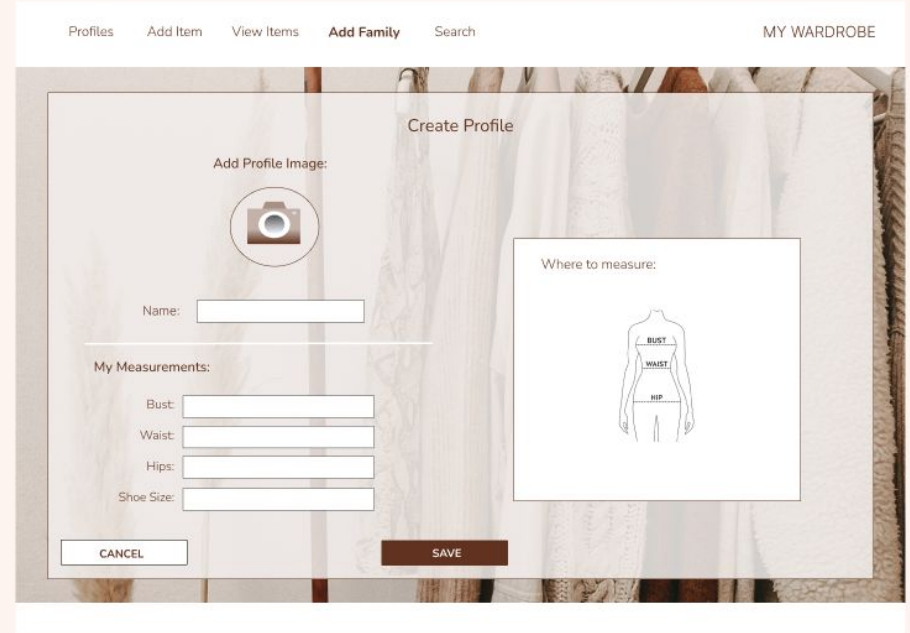 Profiles Add Item View Items Add Family Search MY WARDROBE
Create Profile
Add Profile Image:
Name:
My Measurements:
Bust:
Waist:
Hips:
Shoe Size:
Where to measure:
BUST
WAIST
HIP
CANCEL SAVE